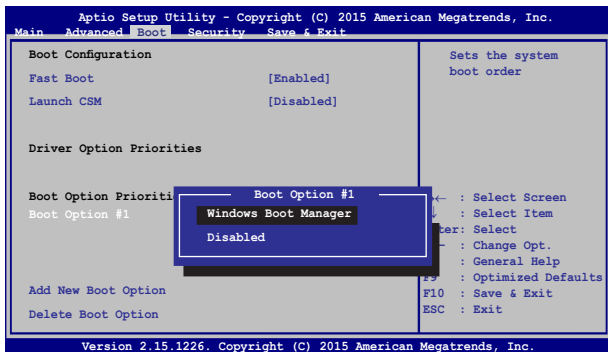 Aptio Setup Utility - Copyright (C) 2015 American Megatrends, Inc.
Main Advanced Boot Security Save & Exit
Boot Configuration
Fast Boot [Enabled]
Launch CSM [Disabled]
Driver Option Priorities
Boot Option Prioriti
Boot Option #1
Add New Boot Option
Delete Boot Option
Boot Option #1
Windows Boot Manager
Disabled
Sets the system
boot order
← : Select Screen
: Select Item
ter: Select
: Change Opt.
: General Help
F9 : Optimized Defaults
F10 : Save & Exit
ESC : Exit
Version 2.15.1226. Copyright (C) 2015 American Megatrends, Inc.